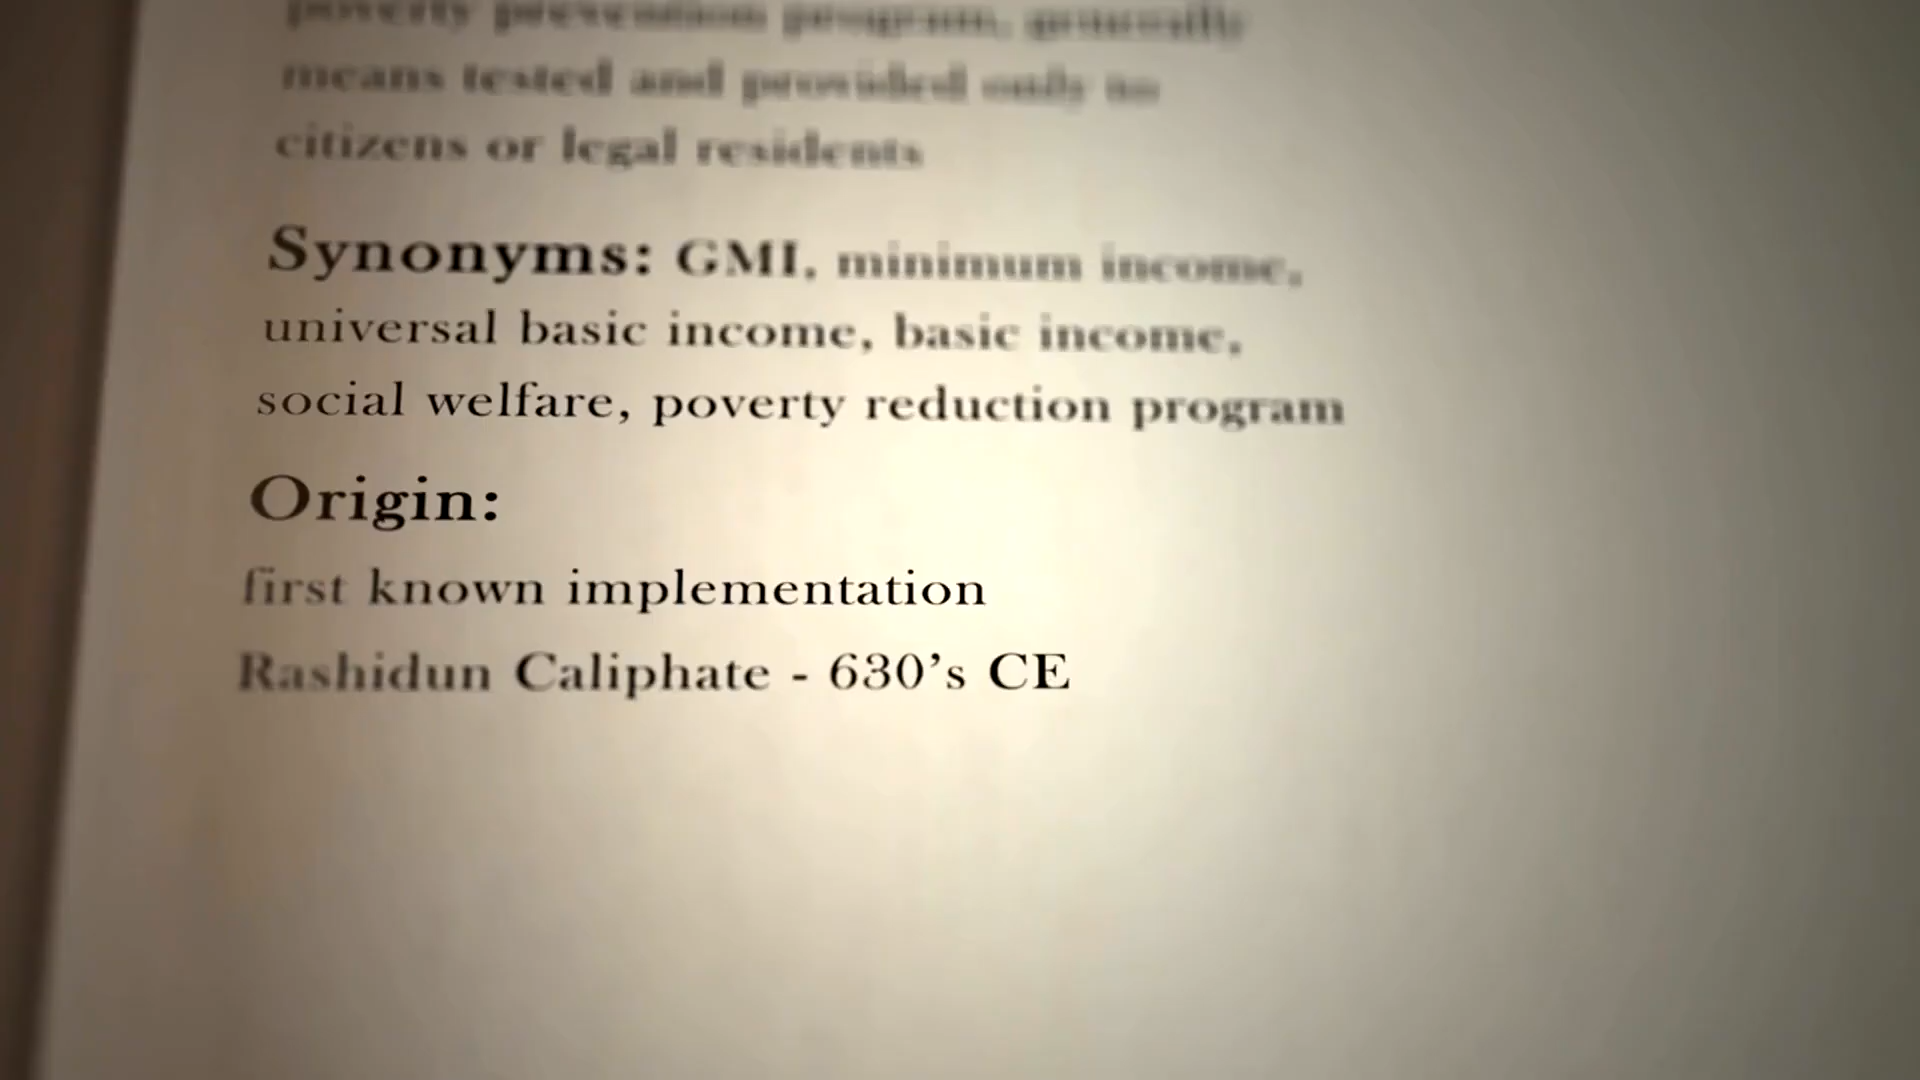 poverty prevention program, generally
means tested and provided only to
citizens or legal residents
Synonyms: GMI, minimum income,
universal basic income, basic income,
social welfare, poverty reduction program
Origin:
first known implementation
Rashidun Caliphate - 630's CE